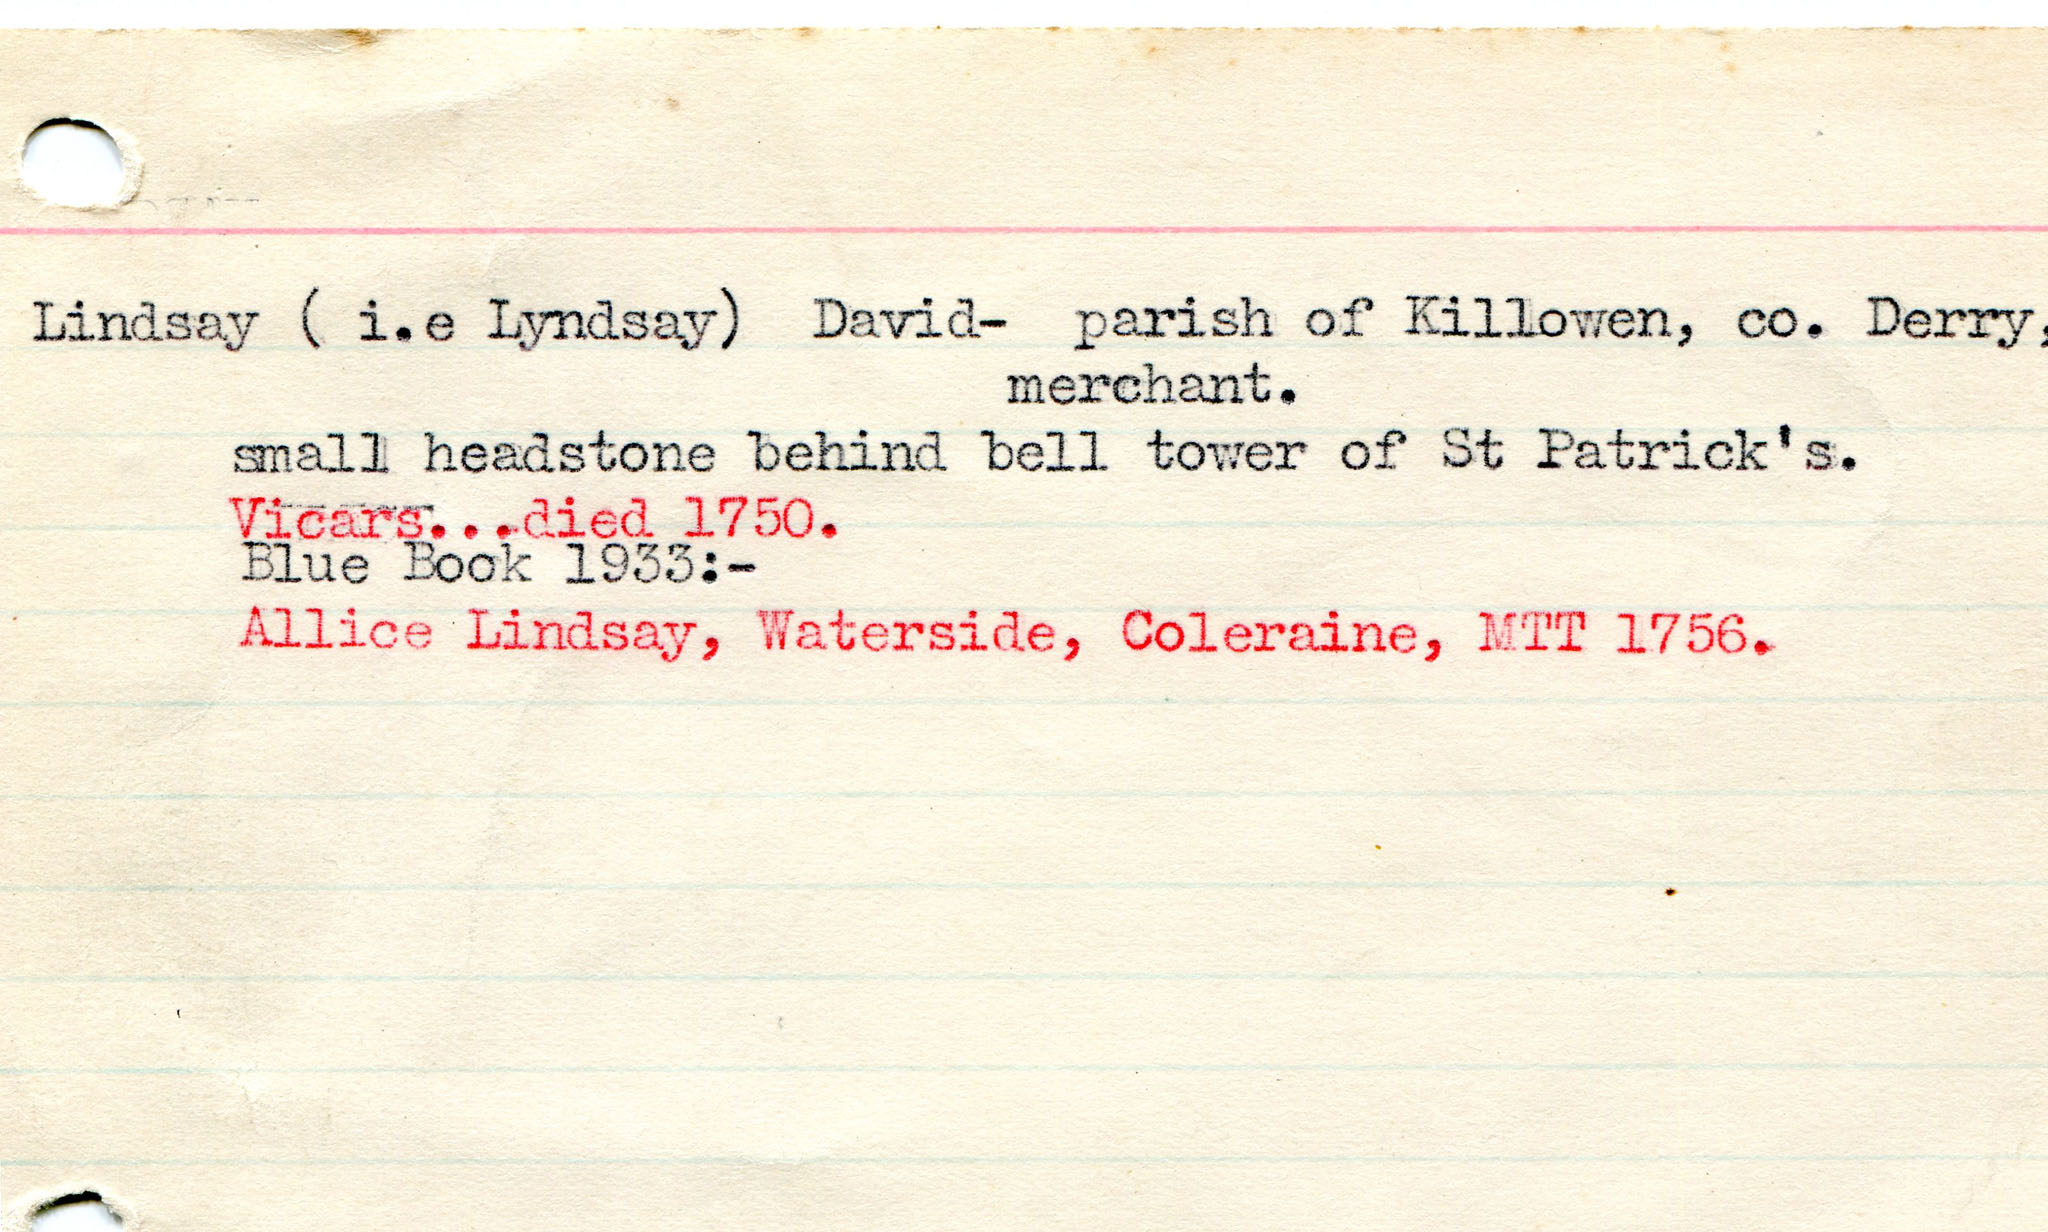 Lindsay ( i.e Lyndsay) David- parish of Killowen, co. Derry,
merchant.
small headstone behind bell tower of St Patrick's.
Vicars...died 1750.
Blue Book 1933:-
Allice Lindsay, Waterside, Coleraine, MTT 1756.